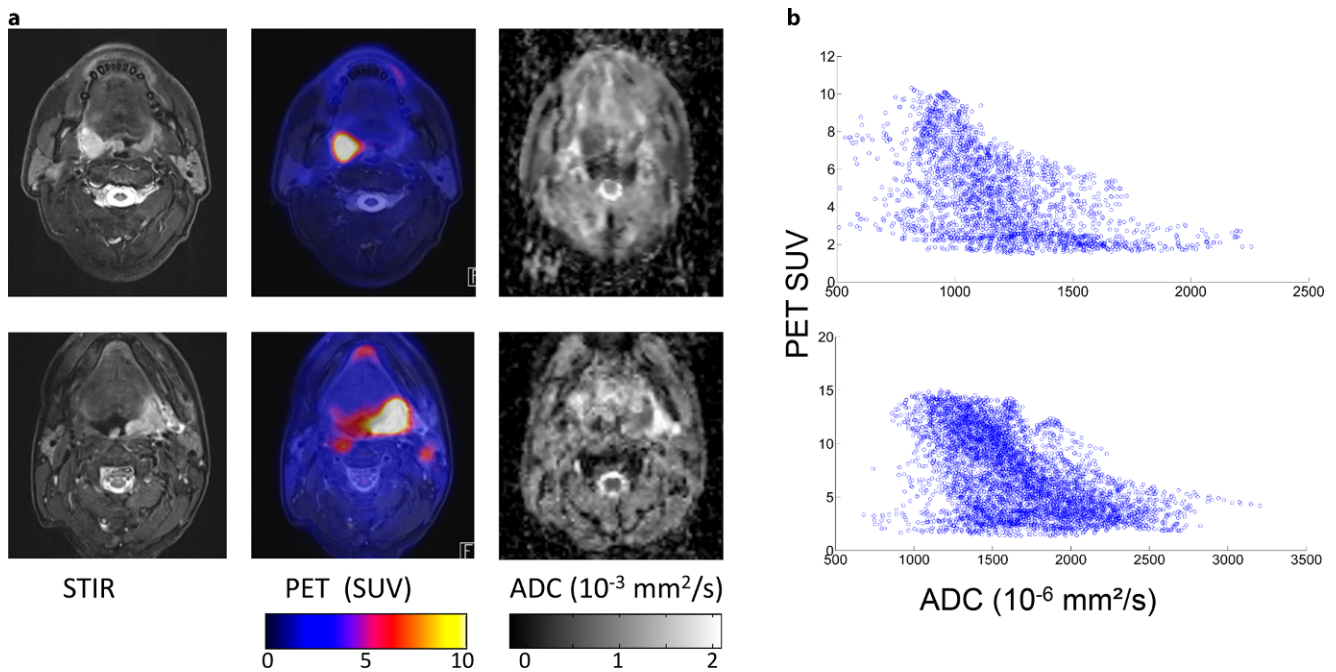 a
b
F
F
STIR
PET (SUV)
ADC (10⁻³ mm²/s)
0 5 10
0 1 2
12
10
8
6
4
2
0
500 1000 1500 2000 2500
PET SUV
20
15
10
5
0
500 1000 1500 2000 2500 3000 3500
ADC (10⁻⁶ mm²/s)